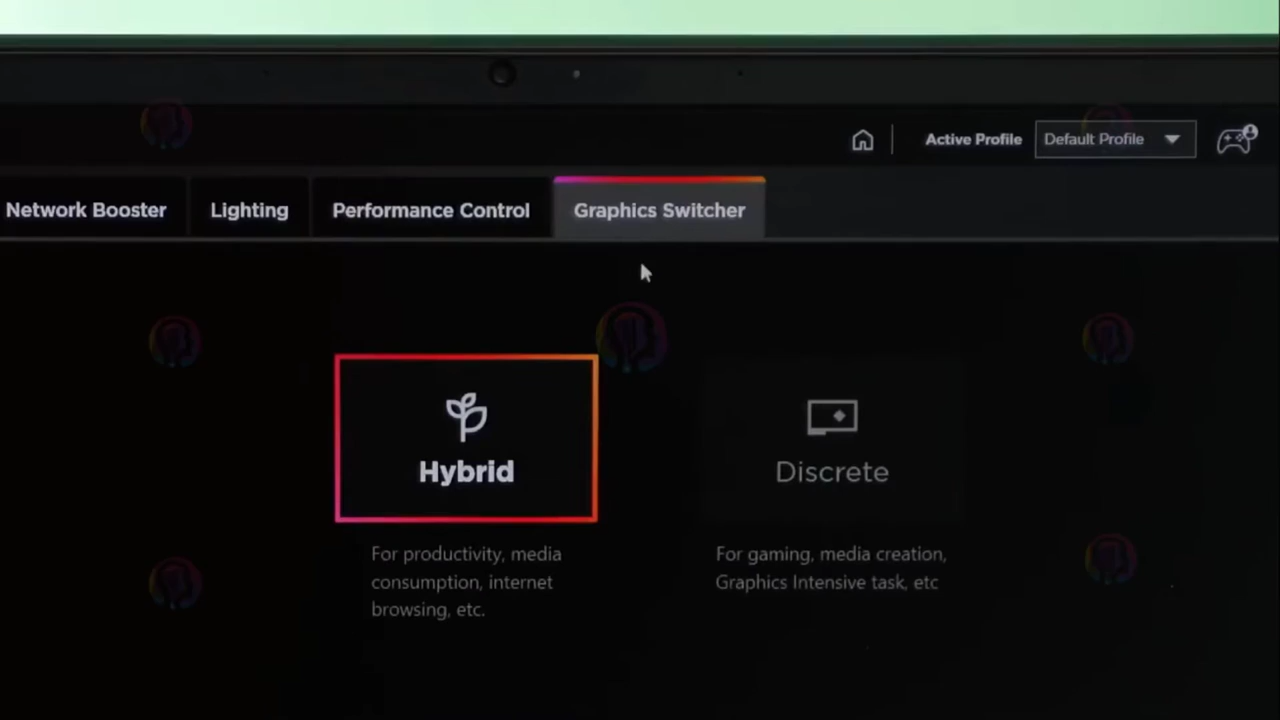 Active Profile
Default Profile
Network Booster
Lighting
Performance Control
Graphics Switcher
Hybrid
Discrete
For productivity, media
consumption, internet
browsing, etc.
For gaming, media creation,
Graphics Intensive task, etc